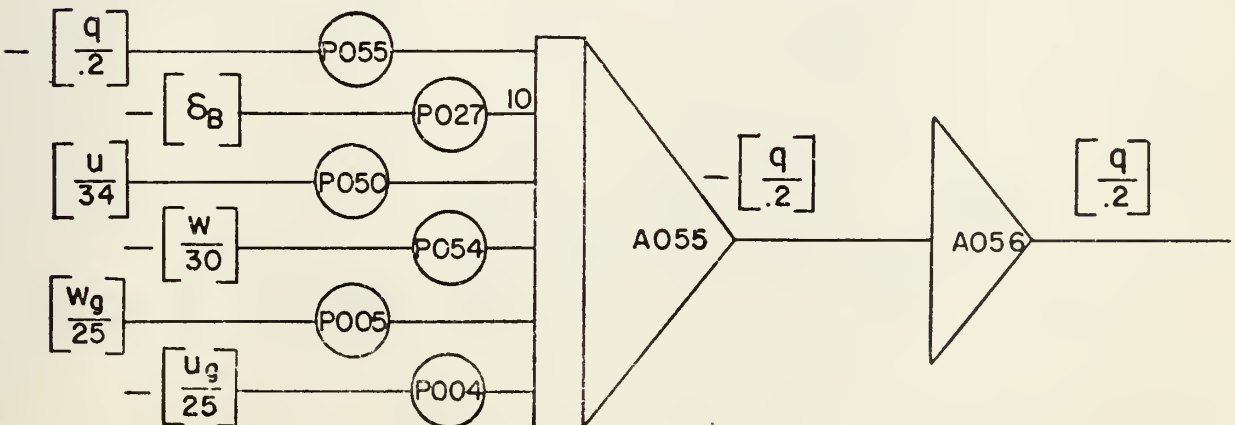 − [q/.2] P055
− [δB] P027 10
[u/34] P050
− [w/30] P054
A055 − [q/.2] A056 [q/.2]
[wg/25] P005
− [ug/25] P004